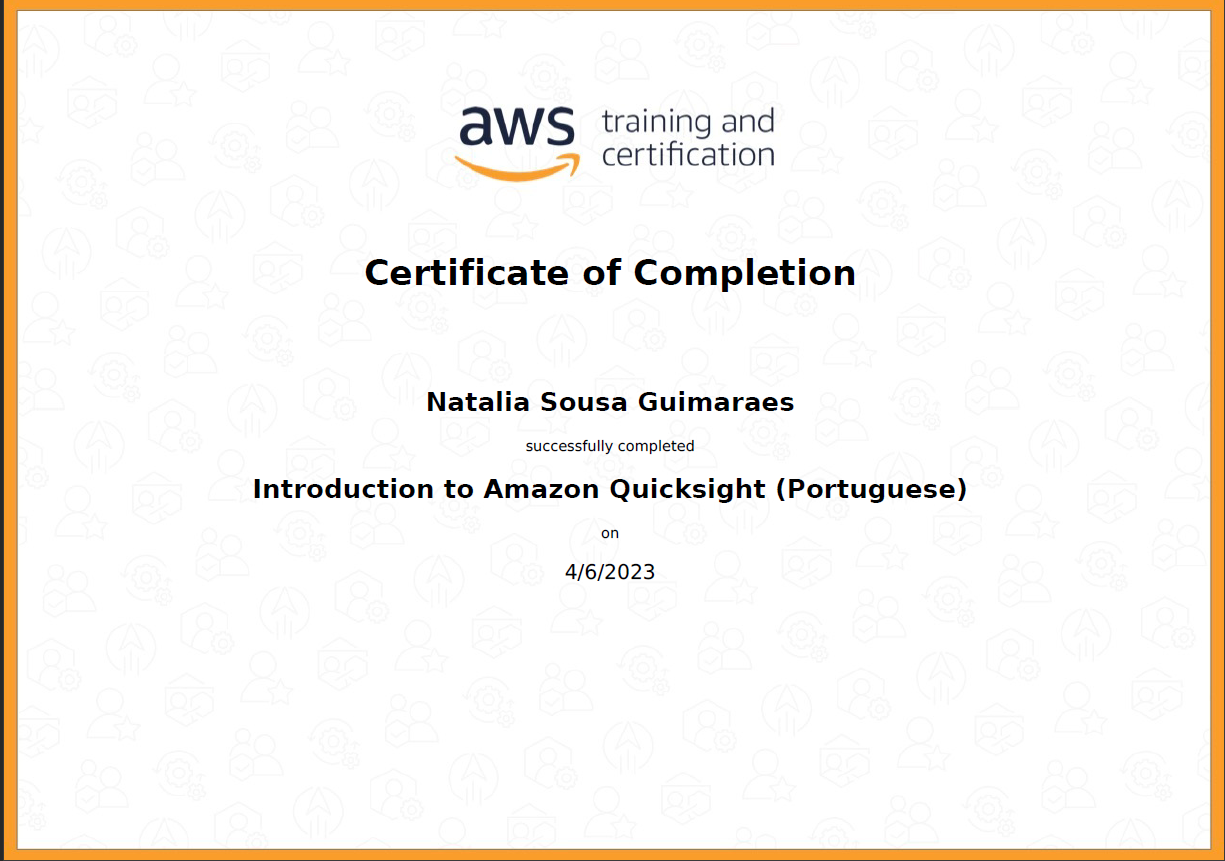 aws training and
certification
Certificate of Completion
Natalia Sousa Guimaraes
successfully completed
Introduction to Amazon Quicksight (Portuguese)
on
4/6/2023